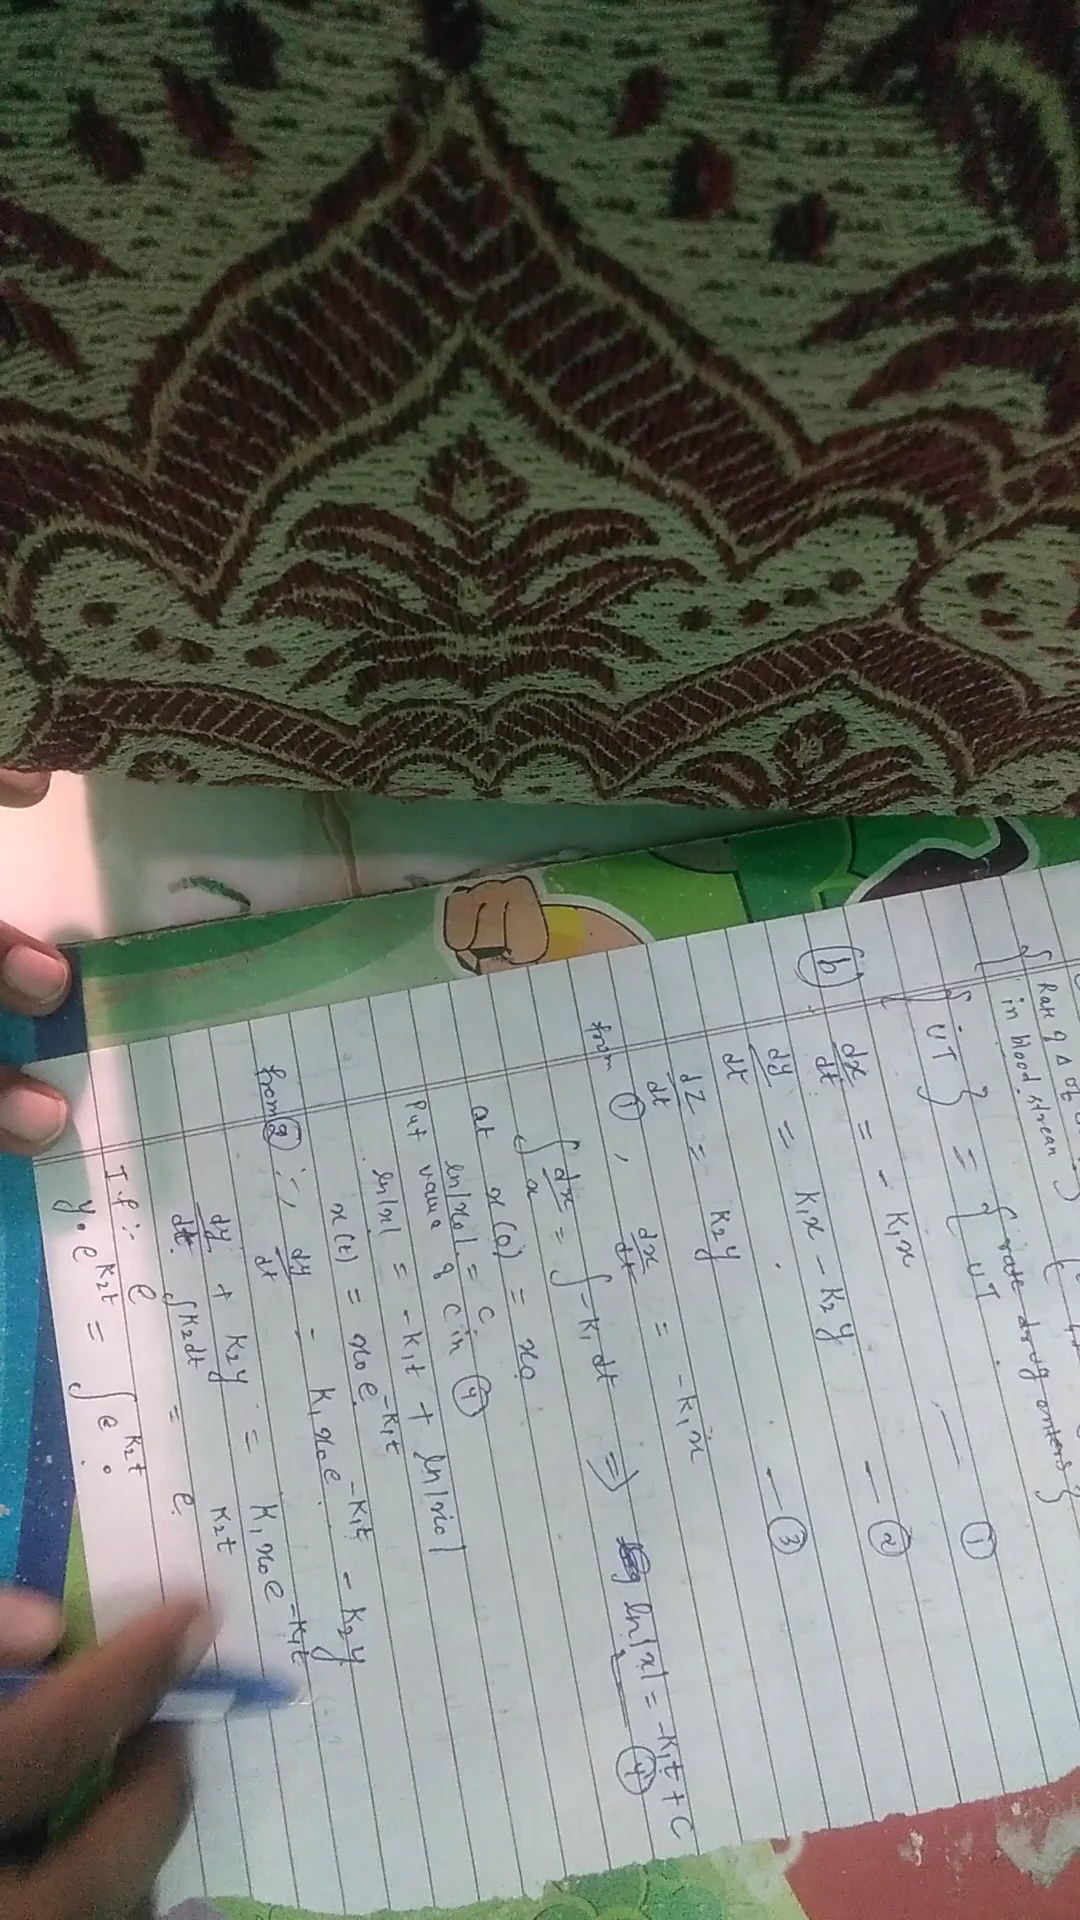 { Rate of Δ of
in blood stream }
{ UT } = { rate drug enters
UT
(b) dx/dt = - K₁x — ①
dy/dt = K₁x - K₂y — ②
dz/dt = K₂y — ③
from ①, dx/dt = -K₁x
∫ dx/x = ∫ -K₁ dt ⇒ ln|x| = -K₁t + C ④
at x(0) = x₀
ln|x₀| = C
Put value of C in ④
ln|x| = -K₁t + ln|x₀|
x(t) = x₀e^{-K₁t}
from ② :-, dy/dt = K₁x₀e^{-K₁t} - K₂y
dy/dt + K₂y = K₁x₀e^{-K₁t}
I.f :- e^{∫K₂dt} = e^{K₂t}
y.e^{K₂t} = ∫ e^{K₂t}.